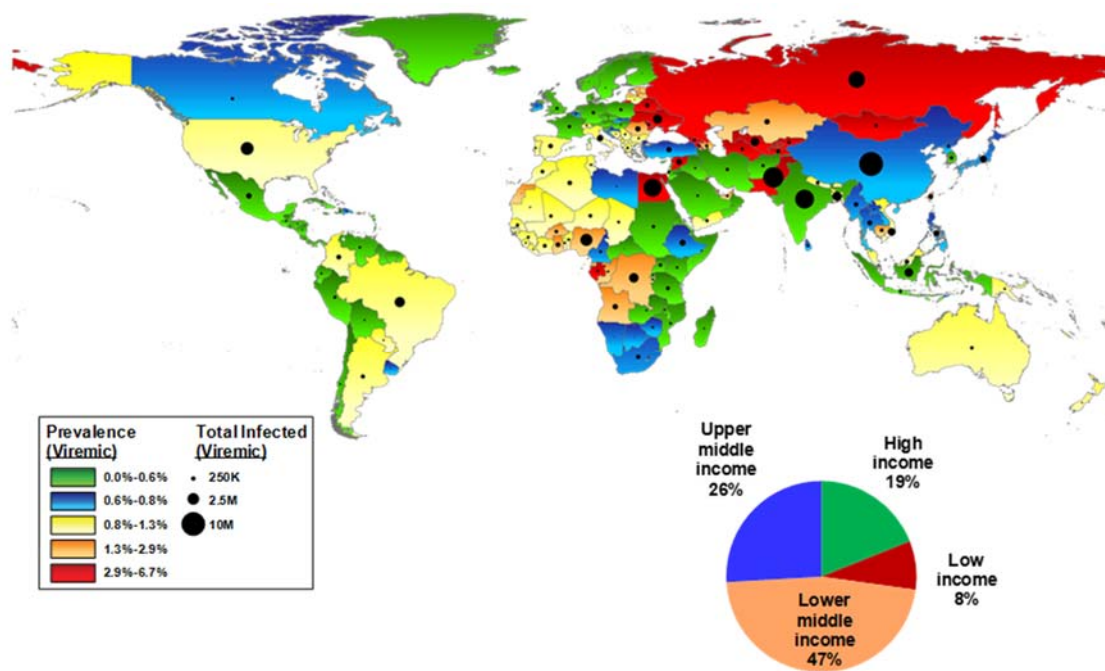 Prevalence
(Viremic)
0.0%-0.6%
0.6%-0.8%
0.8%-1.3%
1.3%-2.9%
2.9%-6.7%
Total Infected
(Viremic)
250K
2.5M
10M
Upper
middle
income
26%
High
income
19%
Low
income
8%
Lower
middle
income
47%